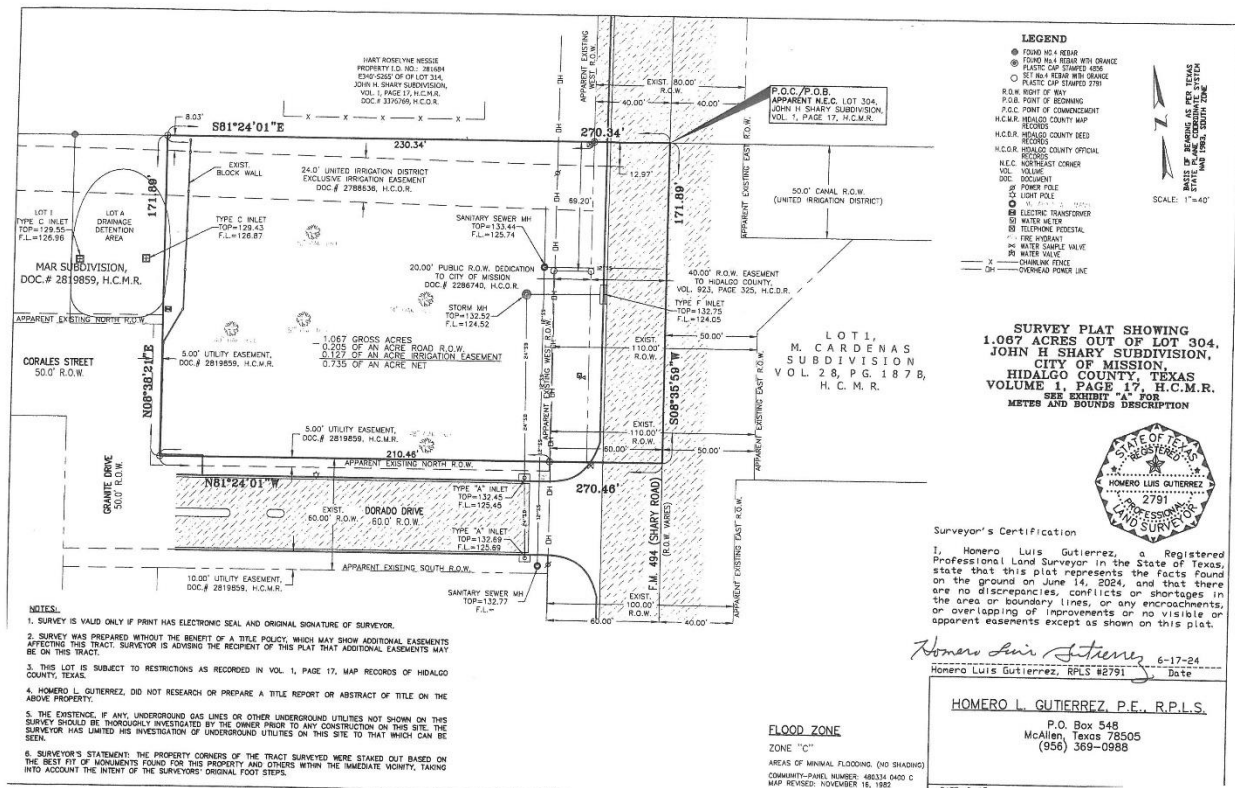 HART ROSELYNE NESSIE
PROPERTY I.D. NO.: 281684
E340'-S265' OF OF LOT 314,
JOHN H. SHARY SUBDIVISION,
VOL. 1, PAGE 17, H.C.M.R.
DOC.# 3376769, H.C.O.R.
8.03'
S81°24'01"E
230.34'
270.34'
EXIST.
BLOCK WALL
24.0' UNITED IRRIGATION DISTRICT
EXCLUSIVE IRRIGATION EASEMENT
DOC.# 2788636, H.C.O.R.
171.89'
LOT 1
TYPE C INLET
TOP=129.55
F.L.=126.96
LOT A
DRAINAGE
DETENTION
AREA
TYPE C INLET
TOP=129.43
F.L.=126.87
MAR SUBDIVISION,
DOC.# 2819859, H.C.M.R.
APPARENT EXISTING NORTH R.O.W.
CORALES STREET
50.0' R.O.W.
N08°38'21"E
5.00' UTILITY EASEMENT,
DOC.# 2819859, H.C.M.R.
1.067 GROSS ACRES
0.205 OF AN ACRE ROAD R.O.W.
0.127 OF AN ACRE IRRIGATION EASEMENT
0.735 OF AN ACRE NET
SANITARY SEWER MH
TOP=133.44
F.L.=125.74
20.00' PUBLIC R.O.W. DEDICATION
TO CITY OF MISSION
DOC.# 2286740, H.C.O.R.
STORM MH
TOP=132.52
F.L.=124.52
69.20'
12.97'
APPARENT EXISTING
WEST R.O.W.
EXIST. 80.00'
R.O.W.
40.00'
40.00'
P.O.C./P.O.B.
APPARENT N.E.C. LOT 304,
JOHN H SHARY SUBDIVISION,
VOL. 1, PAGE 17, H.C.M.R.
171.89'
APPARENT EXISTING EAST R.O.W.
50.0' CANAL R.O.W.
(UNITED IRRIGATION DISTRICT)
40.00' R.O.W. EASEMENT
TO HIDALGO COUNTY,
VOL. 923, PAGE 325, H.C.D.R.
TYPE F INLET
TOP=132.75
F.L.=124.05
50.00'
EXIST.
110.00'
R.O.W.
APPARENT EXISTING WEST R.O.W.
S08°35'59"W
APPARENT EXISTING EAST R.O.W.
LOT 1,
M. CARDENAS
SUBDIVISION
VOL. 28, PG. 187B,
H. C. M. R.
5.00' UTILITY EASEMENT,
DOC.# 2819859, H.C.M.R.
210.46'
APPARENT EXISTING NORTH R.O.W.
N81°24'01"W
270.46'
EXIST.
110.00'
R.O.W.
60.00'
50.00'
GRANITE DRIVE
50.0' R.O.W.
EXIST.
60.00' R.O.W.
DORADO DRIVE
60.0' R.O.W.
TYPE "A" INLET
TOP=132.45
F.L.=125.45
TYPE "A" INLET
TOP=132.69
F.L.=125.69
APPARENT EXISTING SOUTH R.O.W.
10.00' UTILITY EASEMENT,
DOC.# 2819859, H.C.M.R.
SANITARY SEWER MH
TOP=132.77
F.L.=
F.M. 494 (SHARY ROAD)
(R.O.W. VARIES)
APPARENT EXISTING EAST R.O.W.
EXIST.
100.00'
R.O.W.
60.00'
40.00'
LEGEND
FOUND NO.4 REBAR
FOUND No.4 REBAR WITH ORANGE
PLASTIC CAP STAMPED 4856
SET No.4 REBAR WITH ORANGE
PLASTIC CAP STAMPED 2791
R.O.W. RIGHT OF WAY
P.O.B. POINT OF BEGINNING
P.O.C. POINT OF COMMENCEMENT
H.C.M.R. HIDALGO COUNTY MAP
RECORDS
H.C.D.R. HIDALGO COUNTY DEED
RECORDS
H.C.O.R. HIDALGO COUNTY OFFICIAL
RECORDS
N.E.C. NORTHEAST CORNER
VOL. VOLUME
DOC. DOCUMENT
POWER POLE
LIGHT POLE
ELECTRIC TRANSFORMER
WATER METER
TELEPHONE PEDESTAL
FIRE HYDRANT
WATER SAMPLE VALVE
WATER VALVE
X CHAINLINK FENCE
OH OVERHEAD POWER LINE
BASIS OF BEARING AS PER TEXAS
STATE PLANE COORDINATE SYSTEM
NAD 1983, SOUTH ZONE
SCALE: 1"=40'
SURVEY PLAT SHOWING
1.067 ACRES OUT OF LOT 304,
JOHN H SHARY SUBDIVISION,
CITY OF MISSION,
HIDALGO COUNTY, TEXAS
VOLUME 1, PAGE 17, H.C.M.R.
SEE EXHIBIT "A" FOR
METES AND BOUNDS DESCRIPTION
STATE OF TEXAS
REGISTERED
HOMERO LUIS GUTIERREZ
2791
PROFESSIONAL
LAND SURVEYOR
Surveyor's Certification
I, Homero Luis Gutierrez, a Registered
Professional Land Surveyor in the State of Texas,
state that this plat represents the facts found
on the ground on June 14, 2024, and that there
are no discrepancies, conflicts or shortages in
the area or boundary lines, or any encroachments,
or overlapping of improvements or no visible or
apparent easements except as shown on this plat.
Homero Luis Gutierrez 6-17-24
Homero Luis Gutierrez, RPLS #2791 Date
HOMERO L. GUTIERREZ, P.E., R.P.L.S.
P.O. Box 548
McAllen, Texas 78505
(956) 369-0988
NOTES:
1. SURVEY IS VALID ONLY IF PRINT HAS ELECTRONIC SEAL AND ORIGINAL SIGNATURE OF SURVEYOR.
2. SURVEY WAS PREPARED WITHOUT THE BENEFIT OF A TITLE POLICY, WHICH MAY SHOW ADDITIONAL EASEMENTS
AFFECTING THIS TRACT. SURVEYOR IS ADVISING THE RECIPIENT OF THIS PLAT THAT ADDITIONAL EASEMENTS MAY
BE ON THIS TRACT.
3. THIS LOT IS SUBJECT TO RESTRICTIONS AS RECORDED IN VOL. 1, PAGE 17, MAP RECORDS OF HIDALGO
COUNTY, TEXAS.
4. HOMERO L. GUTIERREZ, DID NOT RESEARCH OR PREPARE A TITLE REPORT OR ABSTRACT OF TITLE ON THE
ABOVE PROPERTY.
5. THE EXISTENCE, IF ANY, UNDERGROUND GAS LINES OR OTHER UNDERGROUND UTILITIES NOT SHOWN ON THIS
SURVEY SHOULD BE THOROUGHLY INVESTIGATED BY THE OWNER PRIOR TO ANY CONSTRUCTION ON THIS SITE. THE
SURVEYOR HAS LIMITED HIS INVESTIGATION OF UNDERGROUND UTILITIES ON THIS SITE TO THAT WHICH CAN BE
SEEN.
6. SURVEYOR'S STATEMENT: THE PROPERTY CORNERS OF THE TRACT SURVEYED WERE STAKED OUT BASED ON
THE BEST FIT OF MONUMENTS FOUND FOR THIS PROPERTY AND OTHERS WITHIN THE IMMEDIATE VICINITY, TAKING
INTO ACCOUNT THE INTENT OF THE SURVEYORS' ORIGINAL FOOT STEPS.
FLOOD ZONE
ZONE "C"
AREAS OF MINIMAL FLOODING. (NO SHADING)
COMMUNITY-PANEL NUMBER: 480334 0400 C
MAP REVISED: NOVEMBER 16, 1982